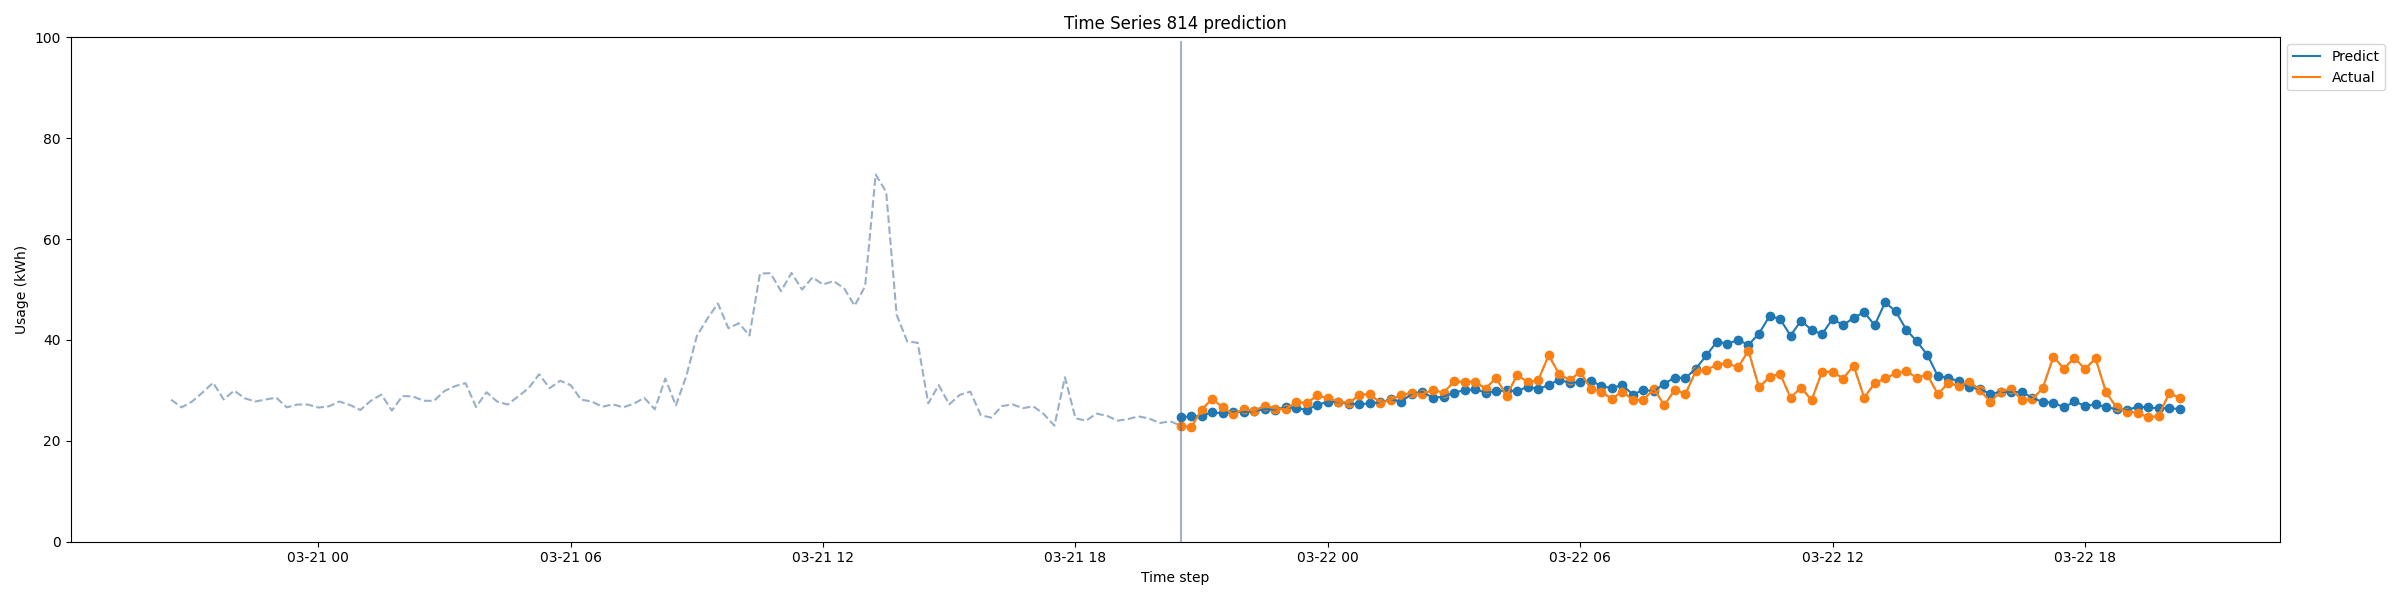 Time Series 814 prediction
Predict
Actual
Usage (kWh)
100
80
60
40
20
0
03-21 00
03-21 06
03-21 12
03-21 18
03-22 00
03-22 06
03-22 12
03-22 18
Time step